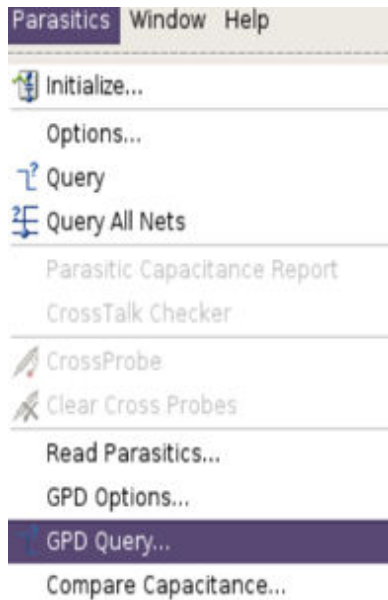 Parasitics Window Help
Initialize...
Options...
Query
Query All Nets
Parasitic Capacitance Report
CrossTalk Checker
CrossProbe
Clear Cross Probes
Read Parasitics...
GPD Options...
GPD Query...
Compare Capacitance...